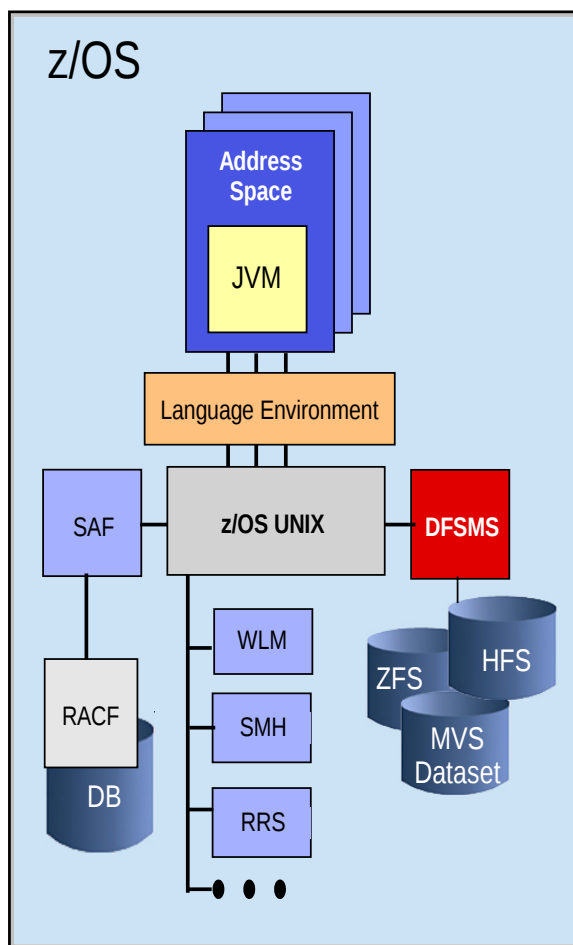 z/OS
Address
Space
JVM
Language Environment
SAF
z/OS UNIX
DFSMS
WLM
ZFS
HFS
RACF
SMH
MVS
Dataset
DB
RRS